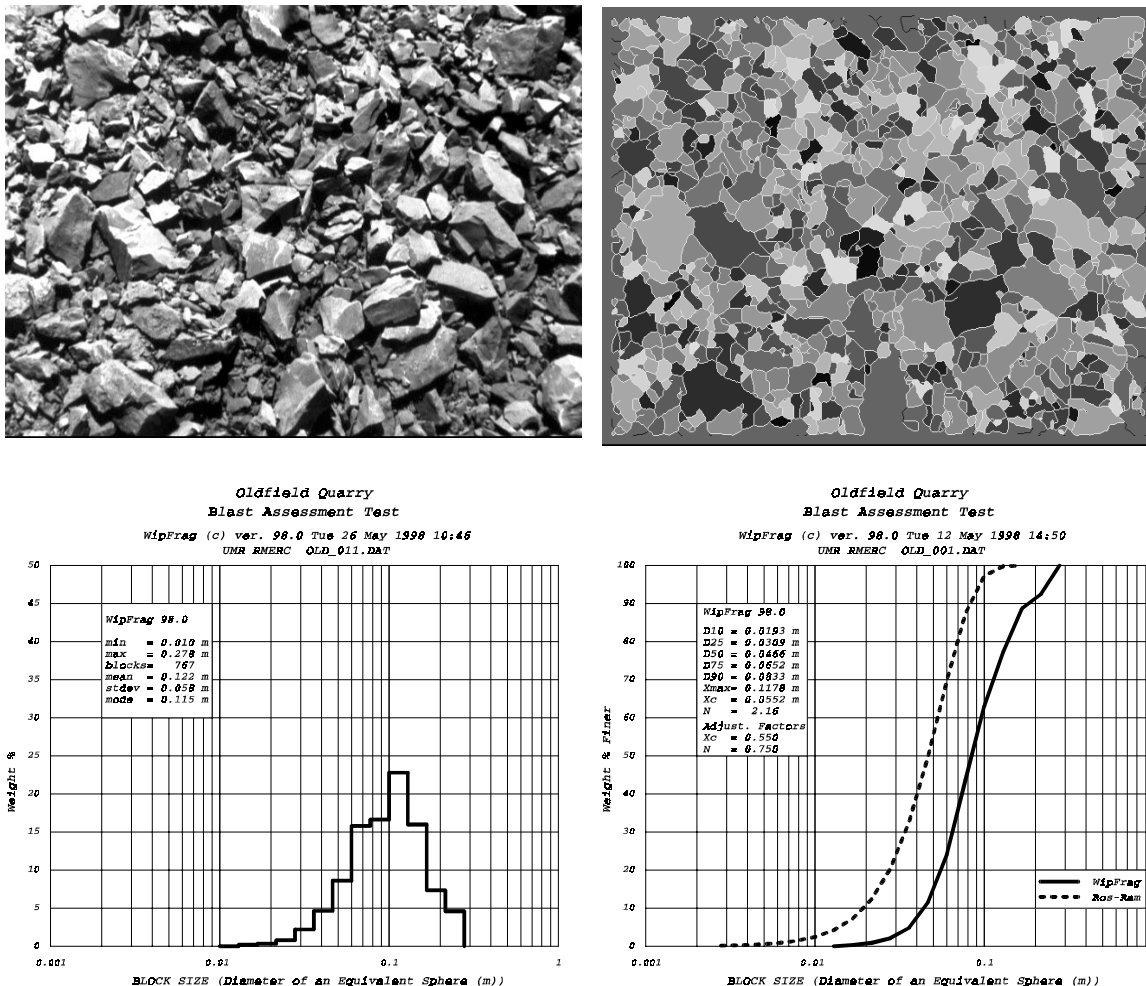 Oldfield Quarry
Blast Assessment Test
WipFrag (c) ver. 98.0 Tue 26 May 1998 10:46
UMR RMERC OLD_011.DAT
50
45
40
35
30
25
20
15
10
5
0
Weight %
WipFrag 98.0
min = 0.010 m
max = 0.278 m
blocks= 767
mean = 0.122 m
stdev = 0.058 m
mode = 0.115 m
0.001
0.01
0.1
1
BLOCK SIZE (Diameter of an Equivalent Sphere (m))
Oldfield Quarry
Blast Assessment Test
WipFrag (c) ver. 98.0 Tue 12 May 1998 14:50
UMR RMERC OLD_001.DAT
100
90
80
70
60
50
40
30
20
10
0
Weight % Finer
WipFrag 98.0
D10 = 0.0193 m
D25 = 0.0309 m
D50 = 0.0466 m
D75 = 0.0652 m
D90 = 0.0833 m
Xmax= 0.1178 m
Xc = 0.0552 m
N = 2.16
Adjust. Factors
Xc = 0.550
N = 0.750
WipFrag
Ros-Ram
0.001
0.01
0.1
1
BLOCK SIZE (Diameter of an Equivalent Sphere (m))